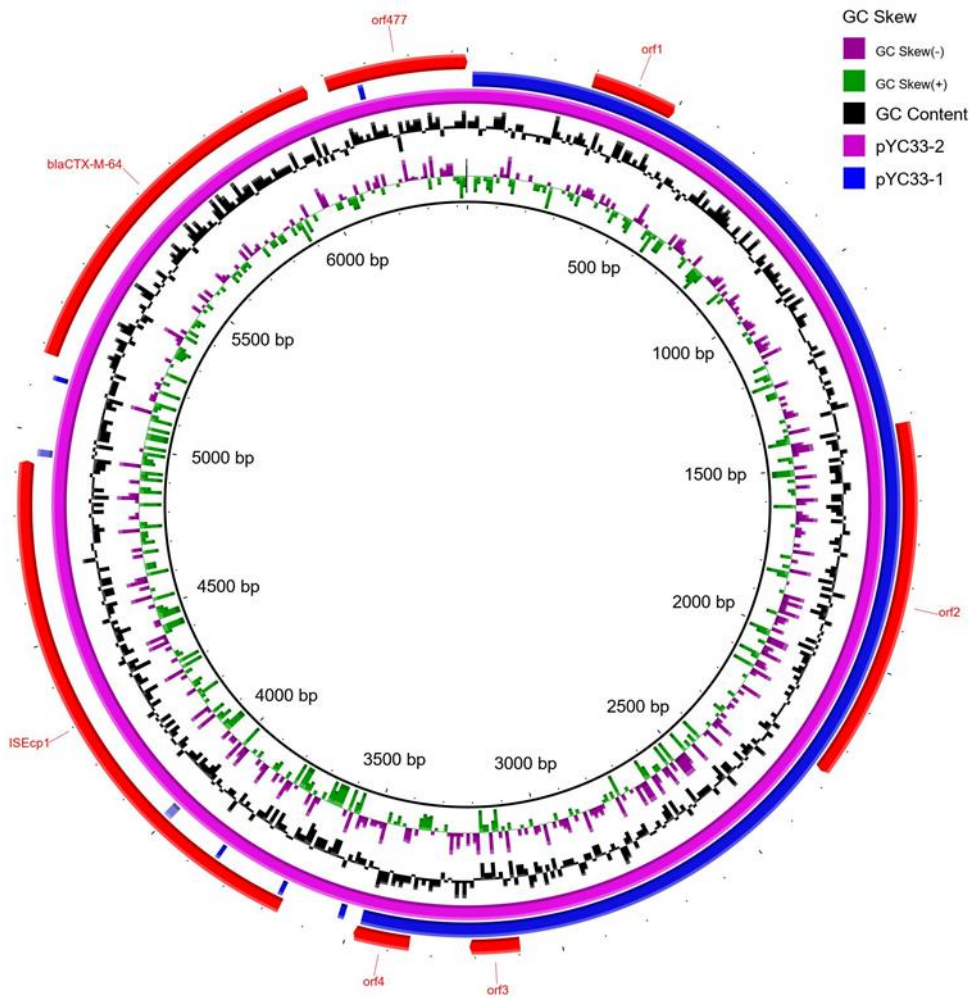 GC Skew
GC Skew(-)
GC Skew(+)
GC Content
pYC33-2
pYC33-1
orf477
orf1
blaCTX-M-64
6000 bp
500 bp
5500 bp
1000 bp
5000 bp
1500 bp
4500 bp
2000 bp
orf2
4000 bp
2500 bp
ISEcp1
3500 bp
3000 bp
orf4
orf3